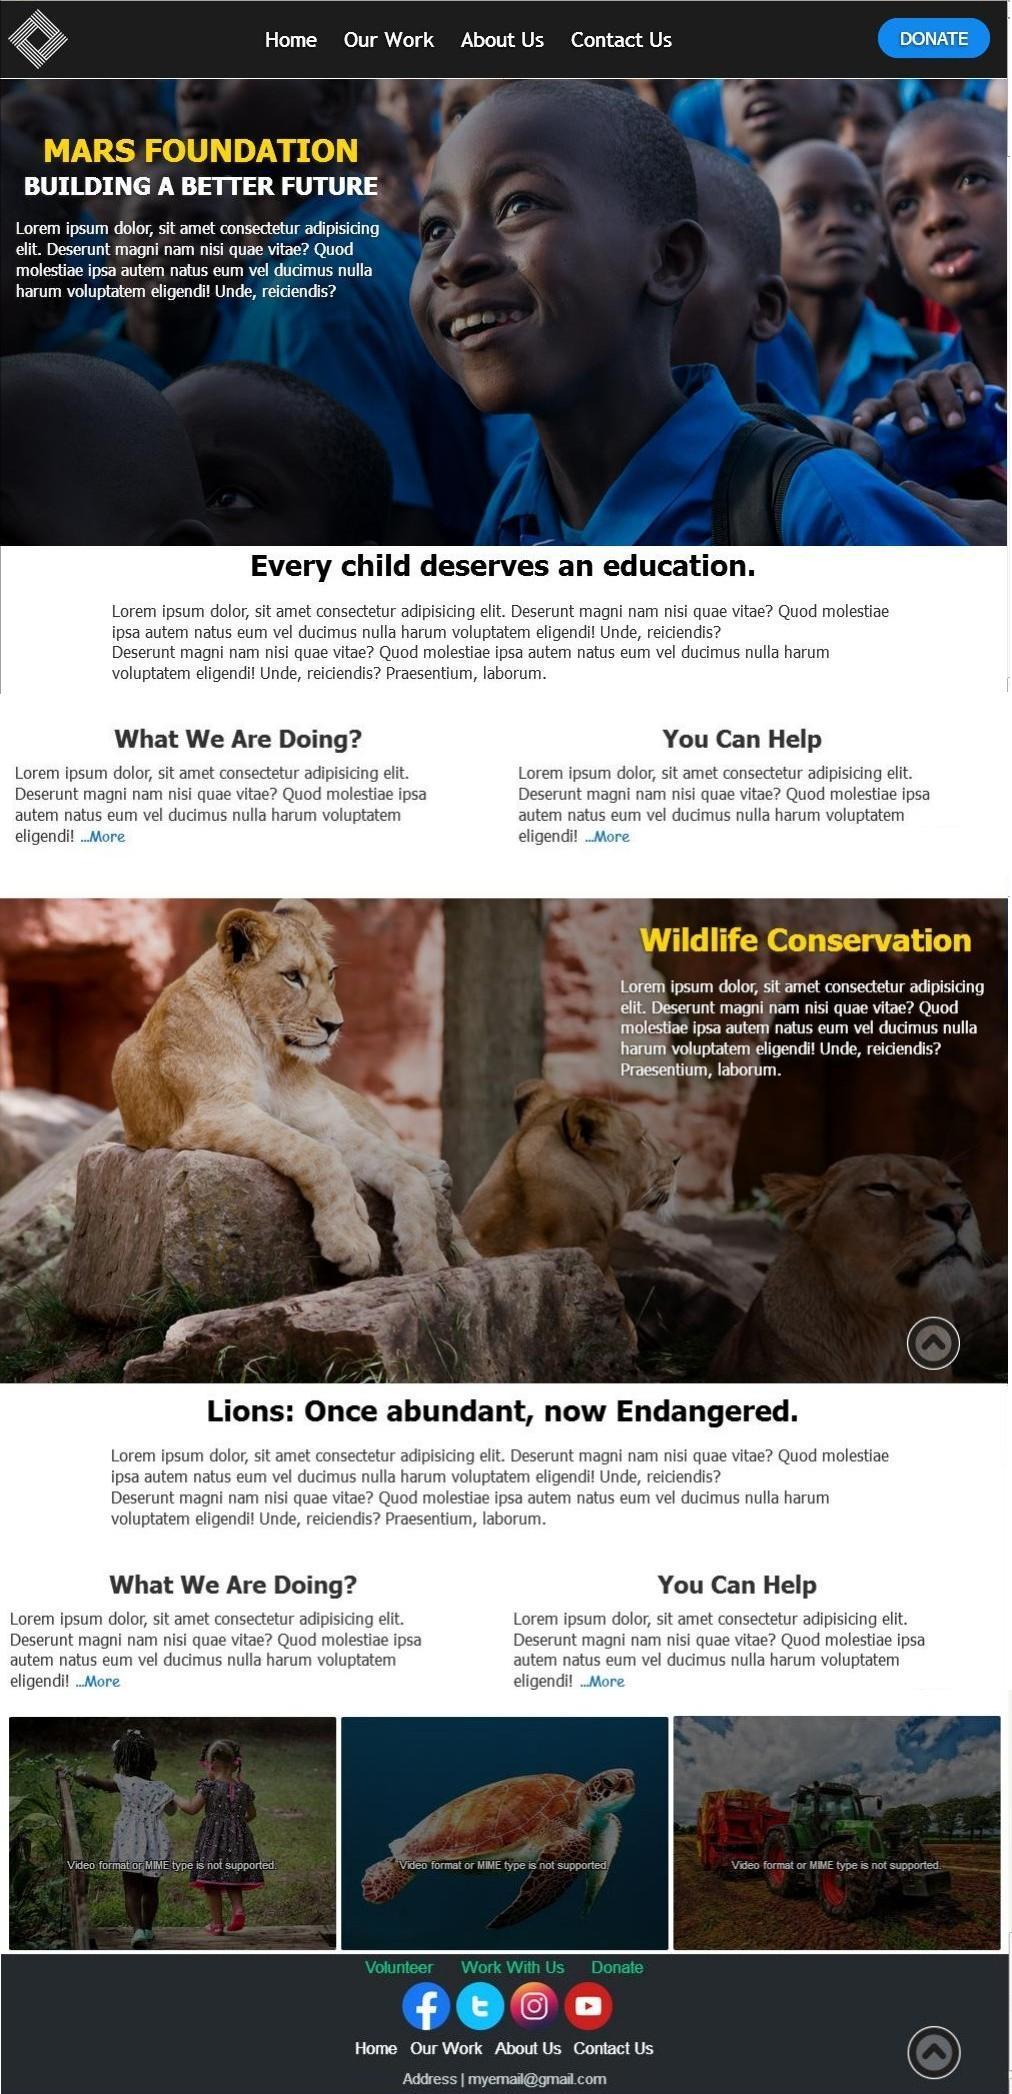 Home Our Work About Us Contact Us DONATE
MARS FOUNDATION
BUILDING A BETTER FUTURE
Lorem ipsum dolor, sit amet consectetur adipisicing
elit. Deserunt magni nam nisi quae vitae? Quod
molestiae ipsa autem natus eum vel ducimus nulla
harum voluptatem eligendi! Unde, reiciendis?
Every child deserves an education.
Lorem ipsum dolor, sit amet consectetur adipisicing elit. Deserunt magni nam nisi quae vitae? Quod molestiae
ipsa autem natus eum vel ducimus nulla harum voluptatem eligendi! Unde, reiciendis?
Deserunt magni nam nisi quae vitae? Quod molestiae ipsa autem natus eum vel ducimus nulla harum
voluptatem eligendi! Unde, reiciendis? Praesentium, laborum.
What We Are Doing?
Lorem ipsum dolor, sit amet consectetur adipisicing elit.
Deserunt magni nam nisi quae vitae? Quod molestiae ipsa
autem natus eum vel ducimus nulla harum voluptatem
eligendi! ...More
You Can Help
Lorem ipsum dolor, sit amet consectetur adipisicing elit.
Deserunt magni nam nisi quae vitae? Quod molestiae ipsa
autem natus eum vel ducimus nulla harum voluptatem
eligendi! ...More
Wildlife Conservation
Lorem ipsum dolor, sit amet consectetur adipisicing
elit. Deserunt magni nam nisi quae vitae? Quod
molestiae ipsa autem natus eum vel ducimus nulla
harum voluptatem eligendi! Unde, reiciendis?
Praesentium, laborum.
Lions: Once abundant, now Endangered.
Lorem ipsum dolor, sit amet consectetur adipisicing elit. Deserunt magni nam nisi quae vitae? Quod molestiae
ipsa autem natus eum vel ducimus nulla harum voluptatem eligendi! Unde, reiciendis?
Deserunt magni nam nisi quae vitae? Quod molestiae ipsa autem natus eum vel ducimus nulla harum
voluptatem eligendi! Unde, reiciendis? Praesentium, laborum.
What We Are Doing?
Lorem ipsum dolor, sit amet consectetur adipisicing elit.
Deserunt magni nam nisi quae vitae? Quod molestiae ipsa
autem natus eum vel ducimus nulla harum voluptatem
eligendi! ...More
You Can Help
Lorem ipsum dolor, sit amet consectetur adipisicing elit.
Deserunt magni nam nisi quae vitae? Quod molestiae ipsa
autem natus eum vel ducimus nulla harum voluptatem
eligendi! ...More
Video format or MIME type is not supported.
Video format or MIME type is not supported.
Video format or MIME type is not supported.
Volunteer Work With Us Donate
Home Our Work About Us Contact Us
Address | myemail@gmail.com